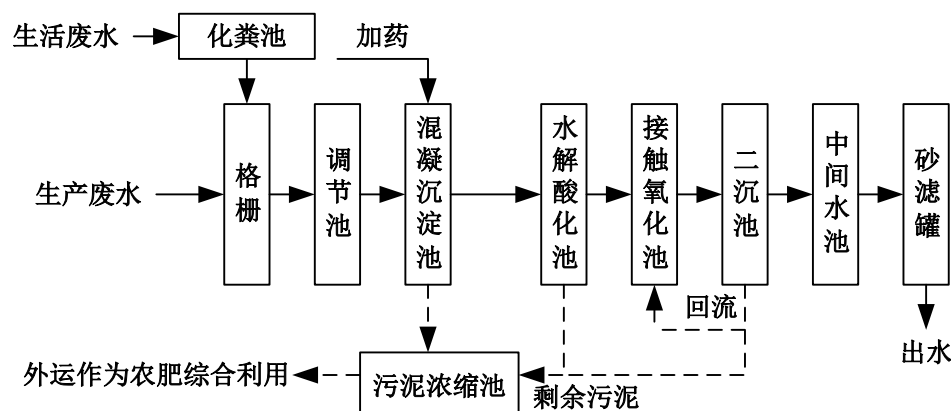 生活废水
化粪池
加药
生产废水
格栅
调节池
混凝沉淀池
水解酸化池
接触氧化池
二沉池
中间水池
砂滤罐
回流
出水
外运作为农肥综合利用
污泥浓缩池
剩余污泥